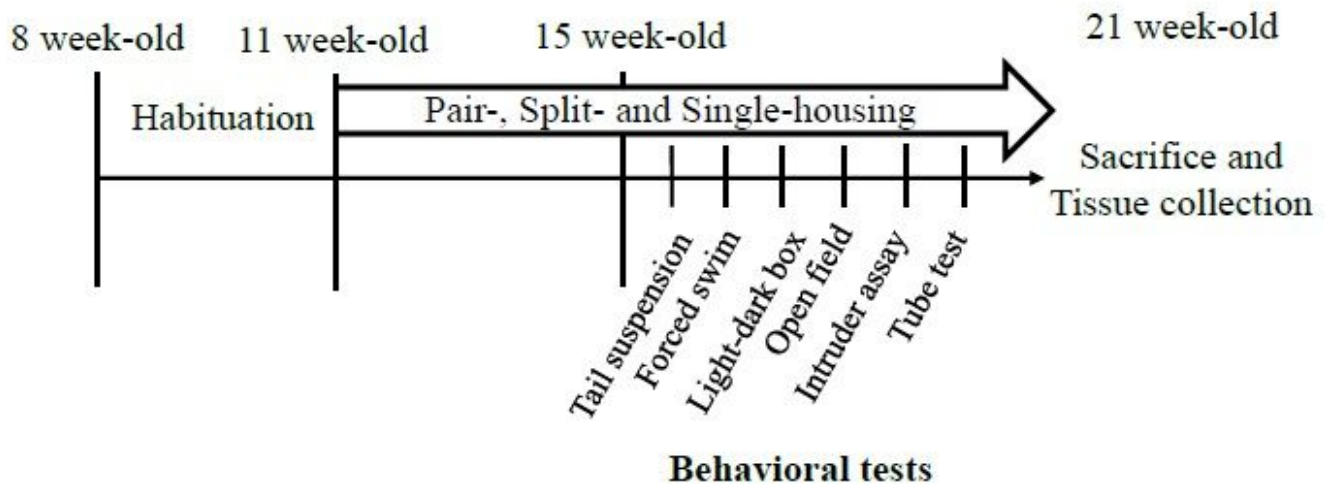 8 week-old
11 week-old
15 week-old
21 week-old
Habituation
Pair-, Split- and Single-housing
Sacrifice and
Tissue collection
Tail suspension
Forced swim
Light-dark box
Open field
Intruder assay
Tube test
Behavioral tests